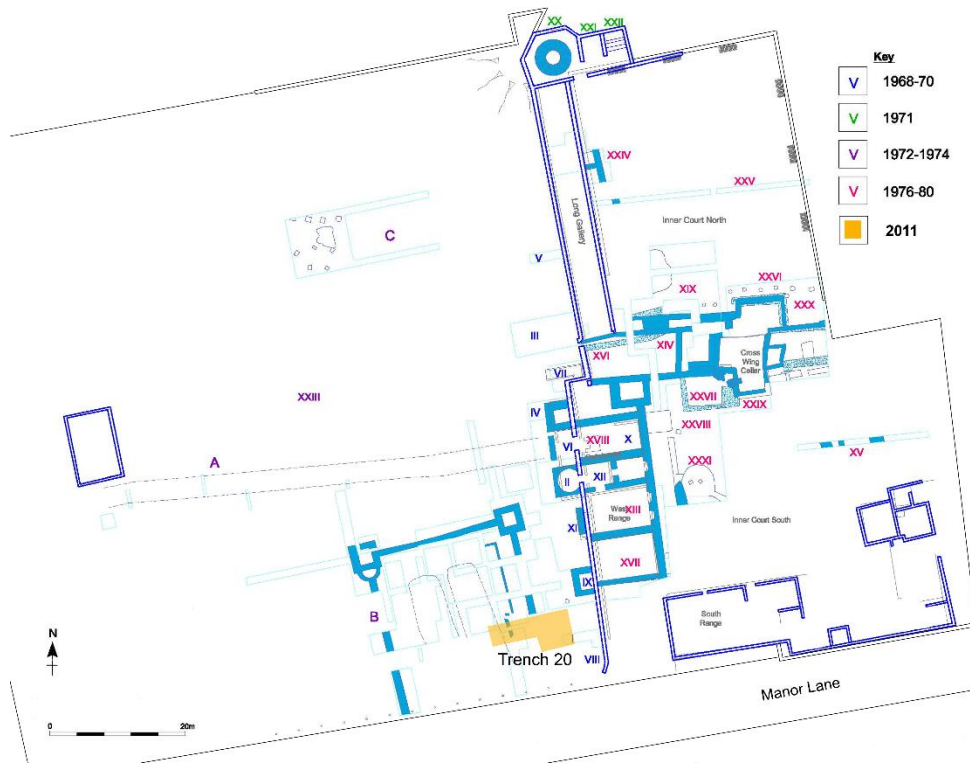 XX
XXI
XXII
Key
V 1968-70
V 1971
V 1972-1974
V 1976-80
2011
XXIV
XXV
Long Gallery
Inner Court North
C
V
XIX
XXVI
XXX
III
XVI
XIV
Cross
Wing
Cellar
VII
XXVII
XXIX
XXIII
IV
XXVIII
VI
XVIII
X
XV
A
XXXI
II
XII
West
Range
XIII
XI
Inner Court South
XVII
IX
B
South
Range
N
Trench 20
VIII
Manor Lane
0
20m